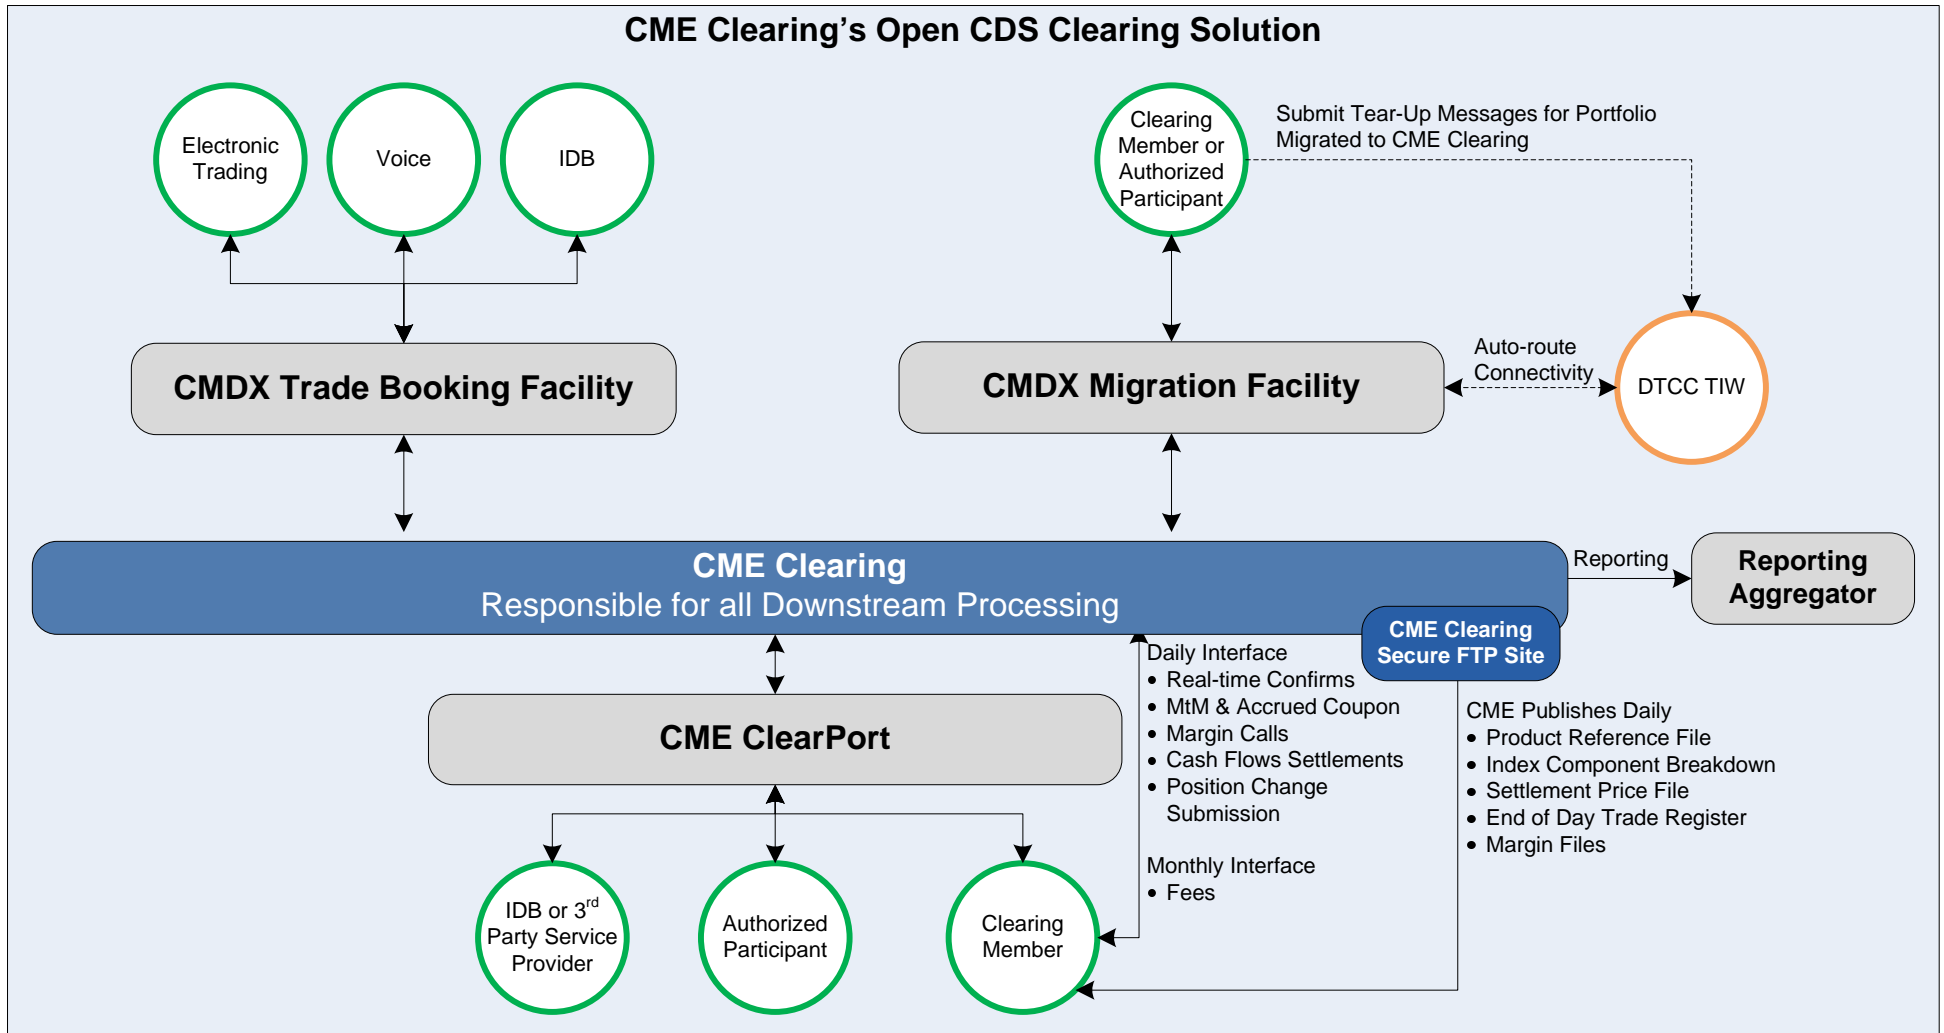 CME Clearing’s Open CDS Clearing Solution
Electronic
Trading
Voice
IDB
Clearing
Member or
Authorized
Participant
Submit Tear-Up Messages for Portfolio
Migrated to CME Clearing
CMDX Trade Booking Facility
CMDX Migration Facility
Auto-route
Connectivity
DTCC TIW
CME Clearing
Responsible for all Downstream Processing
Reporting
Reporting
Aggregator
CME Clearing
Secure FTP Site
CME ClearPort
Daily Interface
• Real-time Confirms
• MtM & Accrued Coupon
• Margin Calls
• Cash Flows Settlements
• Position Change
Submission
Monthly Interface
• Fees
CME Publishes Daily
• Product Reference File
• Index Component Breakdown
• Settlement Price File
• End of Day Trade Register
• Margin Files
IDB or 3rd
Party Service
Provider
Authorized
Participant
Clearing
Member